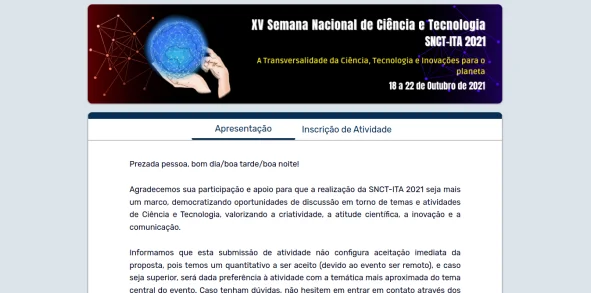 XV Semana Nacional de Ciência e Tecnologia
SNCT-ITA 2021
A Transversalidade da Ciência, Tecnologia e Inovações para o
planeta
18 a 22 de Outubro de 2021
Apresentação
Inscrição de Atividade
Prezada pessoa, bom dia/boa tarde/boa noite!
Agradecemos sua participação e apoio para que a realização da SNCT-ITA 2021 seja mais
um marco, democratizando oportunidades de discussão em torno de temas e atividades
de Ciência e Tecnologia, valorizando a criatividade, a atitude científica, a inovação e a
comunicação.
Informamos que esta submissão de atividade não configura aceitação imediata da
proposta, pois temos um quantitativo a ser aceito (devido ao evento ser remoto), e caso
seja superior, será dada preferência à atividade com a temática mais aproximada do tema
central do evento. Caso tenham dúvidas, não hesitem em entrar em contato através dos